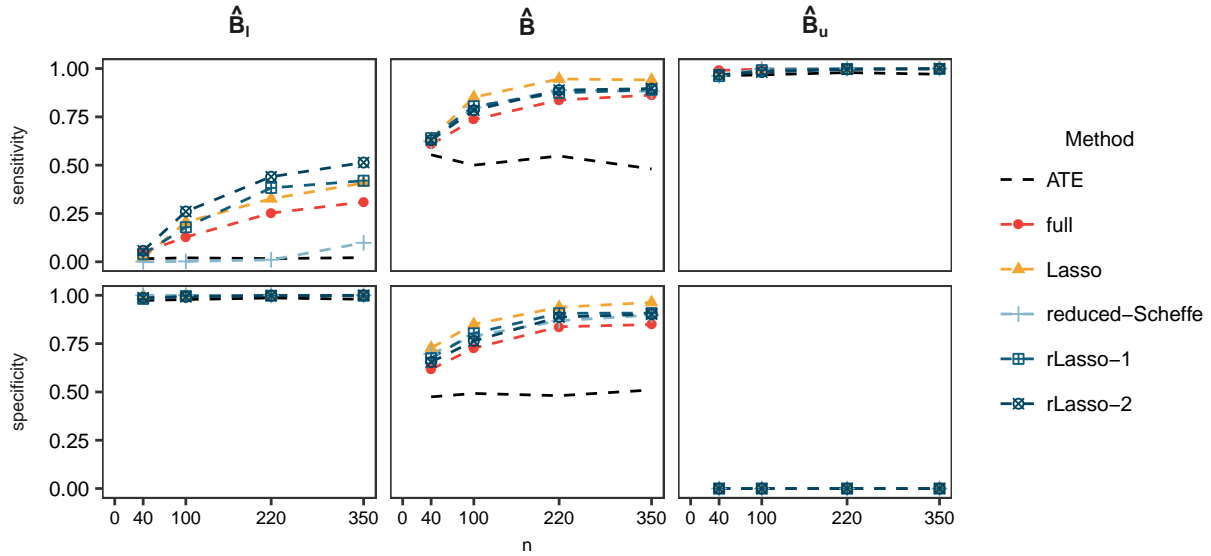 B̂ₗ B̂ B̂ᵤ
sensitivity
1.00
0.75
0.50
0.25
0.00
specificity
1.00
0.75
0.50
0.25
0.00
0 40 100 220 350 0 40 100 220 350 0 40 100 220 350
n
Method
ATE
full
Lasso
reduced−Scheffe
rLasso−1
rLasso−2